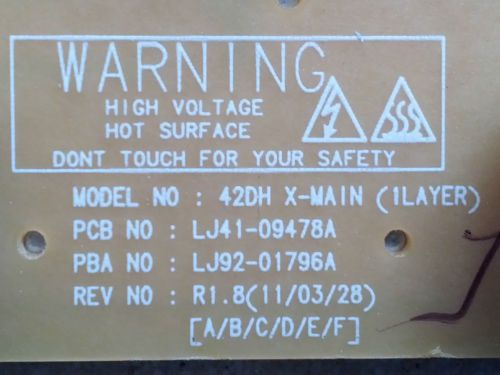 WARNING
HIGH VOLTAGE
HOT SURFACE
DONT TOUCH FOR YOUR SAFETY
MODEL NO : 42DH X-MAIN (1LAYER)
PCB NO : LJ41-09478A
PBA NO : LJ92-01796A
REV NO : R1.8(11/03/28)
[A/B/C/D/E/F]